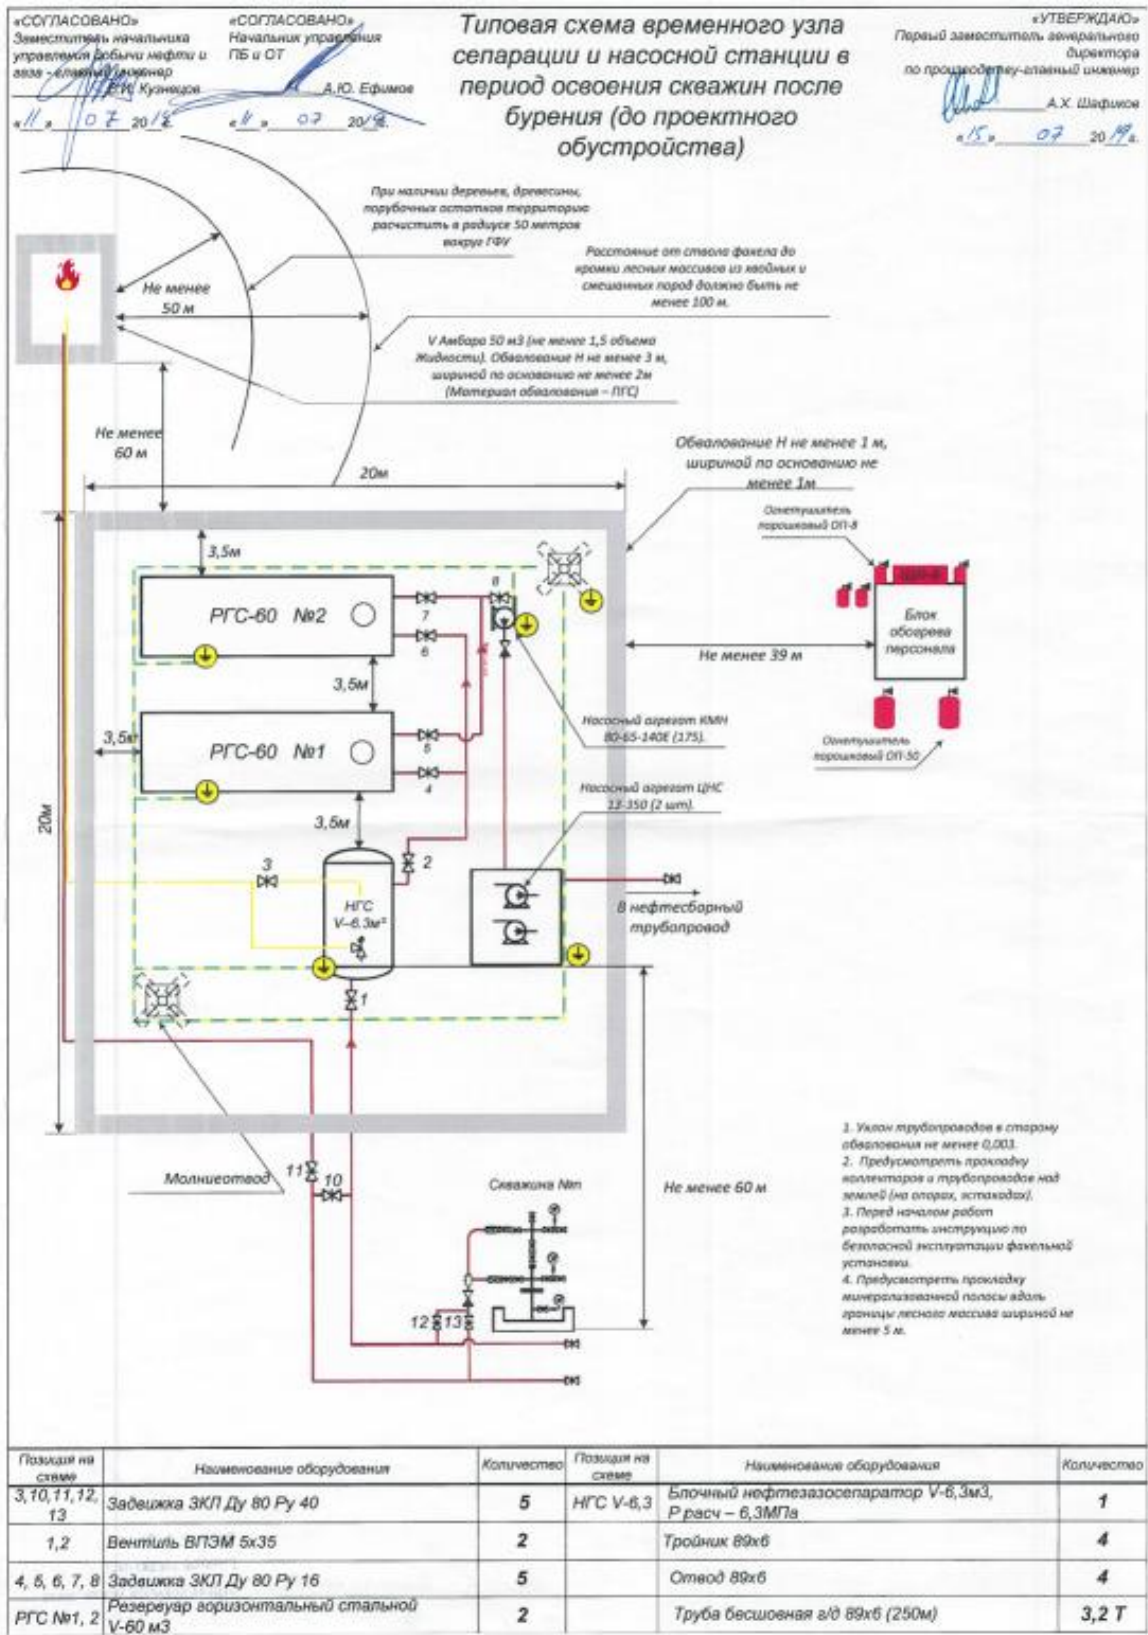 «СОГЛАСОВАНО»
Заместитель начальника
управления добычи нефти и
газа - главный инженер
Кузнецов
«11» 07 20
«СОГЛАСОВАНО»
Начальник управления
ПБ и ОТ
А.Ю. Ефимов
«11» 07 2019г.
Типовая схема временного узла
сепарации и насосной станции в
период освоения скважин после
бурения (до проектного
обустройства)
«УТВЕРЖДАЮ»
Первый заместитель генерального
директора
по производству-главный инженер
А.Х. Шафиков
«15» 07 2019г.
При наличии деревьев, древесины,
порубочных остатков территорию
расчистить в радиусе 50 метров
вокруг ГФУ
Расстояние от ствола факела до
кромки лесных массивов из хвойных и
смешанных пород должно быть не
менее 100 м.
Не менее
50 м
V Амбара 50 м3 (не менее 1,5 объема
Жидкости). Обвалование Н не менее 3 м,
шириной по основанию не менее 2м
(Материал обвалования – ПГС)
Не менее
60 м
20м
Обвалование Н не менее 1 м,
шириной по основанию не
менее 1м
Огнетушитель
порошковый ОП-8
3,5м
РГС-60 №2
7
6
8
Блок
обогрева
персонала
Не менее 39 м
3,5м
3,5м
РГС-60 №1
5
4
Насосный агрегат КМН
80-65-140Е (175).
Огнетушитель
порошковый ОП-50
20м
3,5м
Насосный агрегат ЦНС
13-350 (2 шт).
3
2
НГС
V–6.3м³
В нефтесборный
трубопровод
1
Молниеотвод
11
10
Скважина №п
Не менее 60 м
12
13
1. Уклон трубопроводов в сторону
обвалования не менее 0,003.
2. Предусмотреть прокладку
коллекторов и трубопроводов над
землей (на опорах, эстакадах).
3. Перед началом работ
разработать инструкцию по
безопасной эксплуатации факельной
установки.
4. Предусмотреть прокладку
минерализованной полосы вдоль
границы лесного массива шириной не
менее 5 м.
Позиция на схеме Наименование оборудования Количество Позиция на схеме Наименование оборудования Количество
3,10,11,12, 13 Задвижка ЗКЛ Ду 80 Ру 40 5 НГС V-6,3 Блочный нефтегазосепаратор V-6,3м3, Р расч – 6,3МПа 1
1,2 Вентиль ВПЭМ 5х35 2 Тройник 89х6 4
4, 5, 6, 7, 8 Задвижка ЗКЛ Ду 80 Ру 16 5 Отвод 89х6 4
РГС №1, 2 Резервуар горизонтальный стальной V-60 м3 2 Труба бесшовная г/д 89х6 (250м) 3,2 Т